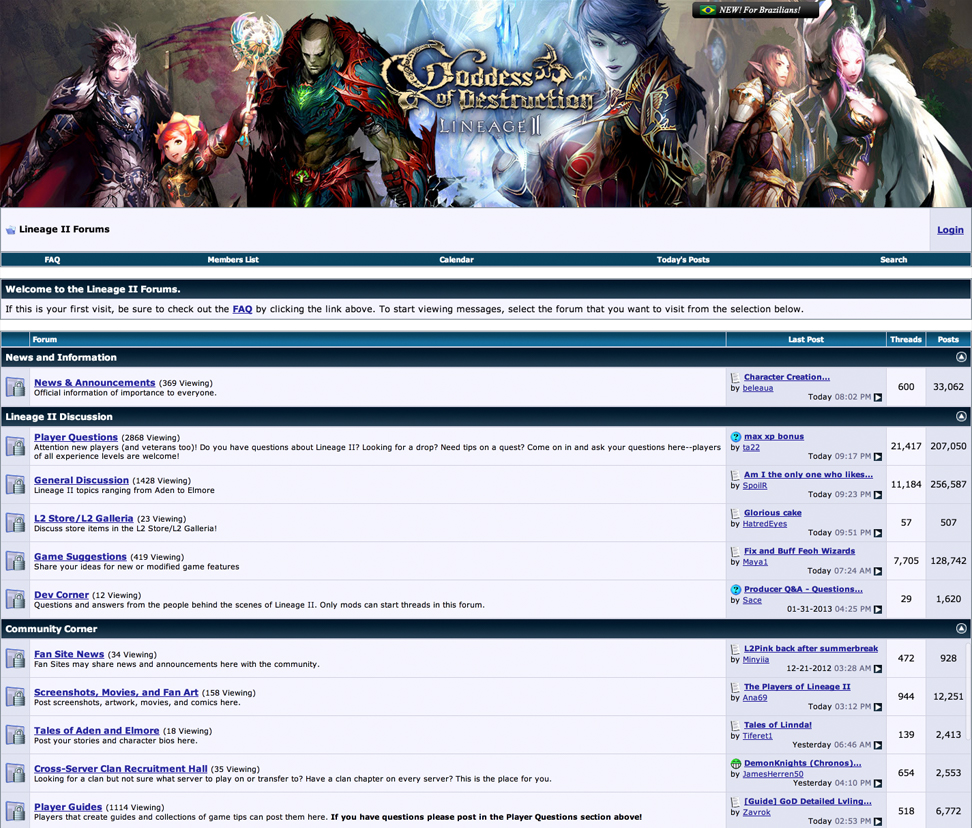 NEW! For Brazilians!
Goddess
of Destruction
LINEAGE II
Lineage II Forums
Login
FAQ Members List Calendar Today's Posts Search
Welcome to the Lineage II Forums.
If this is your first visit, be sure to check out the FAQ by clicking the link above. To start viewing messages, select the forum that you want to visit from the selection below.
Forum Last Post Threads Posts
News and Information
News & Announcements (369 Viewing)
Official information of importance to everyone.
Character Creation...
by beleaua
Today 08:02 PM
600 33,062
Lineage II Discussion
Player Questions (2868 Viewing)
Attention new players (and veterans too)! Do you have questions about Lineage II? Looking for a drop? Need tips on a quest? Come on in and ask your questions here--players
of all experience levels are welcome!
max xp bonus
by ta22
Today 09:17 PM
21,417 207,050
General Discussion (1428 Viewing)
Lineage II topics ranging from Aden to Elmore
Am I the only one who likes...
by SpoilR
Today 09:23 PM
11,184 256,587
L2 Store/L2 Galleria (23 Viewing)
Discuss store items in the L2 Store/L2 Galleria!
Glorious cake
by HatredEyes
Today 09:51 PM
57 507
Game Suggestions (419 Viewing)
Share your ideas for new or modified game features
Fix and Buff Feoh Wizards
by Maya1
Today 07:24 AM
7,705 128,742
Dev Corner (12 Viewing)
Questions and answers from the people behind the scenes of Lineage II. Only mods can start threads in this forum.
Producer Q&A - Questions...
by Sace
01-31-2013 04:25 PM
29 1,620
Community Corner
Fan Site News (34 Viewing)
Fan Sites may share news and announcements here with the community.
L2Pink back after summerbreak
by Minyiia
12-21-2012 03:28 AM
472 928
Screenshots, Movies, and Fan Art (158 Viewing)
Post screenshots, artwork, movies, and comics here.
The Players of Lineage II
by Ana69
Today 03:12 PM
944 12,251
Tales of Aden and Elmore (18 Viewing)
Post your stories and character bios here.
Tales of Linnda!
by Tiferet1
Yesterday 06:46 AM
139 2,413
Cross-Server Clan Recruitment Hall (35 Viewing)
Looking for a clan but not sure what server to play on or transfer to? Have a clan chapter on every server? This is the place for you.
DemonKnights (Chronos)...
by JamesHerren50
Yesterday 04:10 PM
654 2,553
Player Guides (1114 Viewing)
Players that create guides and collections of game tips can post them here. If you have questions please post in the Player Questions section above!
[Guide] GoD Detailed Lvling...
by Zavrok
Today 02:53 PM
518 6,772